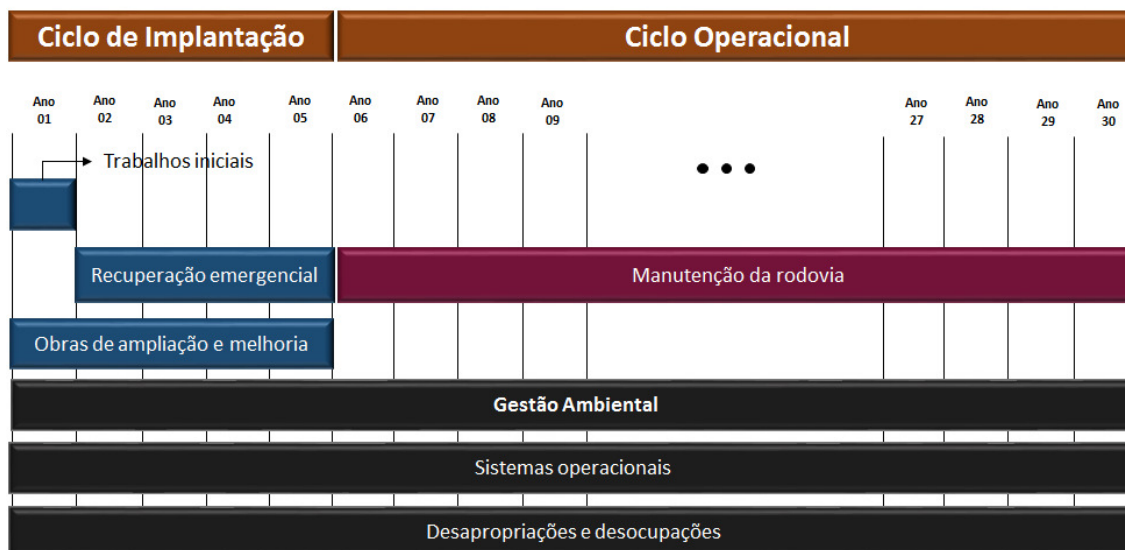 Ciclo de Implantação
Ciclo Operacional
Ano
01
Ano
02
Ano
03
Ano
04
Ano
05
Ano
06
Ano
07
Ano
08
Ano
09
Ano
27
Ano
28
Ano
29
Ano
30
Trabalhos iniciais
Recuperação emergencial
Manutenção da rodovia
Obras de ampliação e melhoria
Gestão Ambiental
Sistemas operacionais
Desapropriações e desocupações